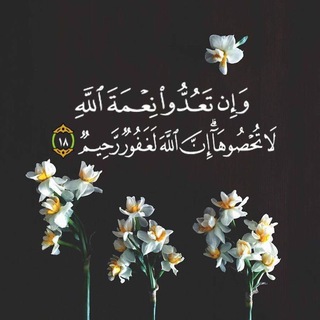 وَإِن تَعُدُّوا۟ نِعْمَةَ ٱللَّهِ
لَا تُحْصُوهَآ ۗ إِنَّ ٱللَّهَ لَغَفُورٌ رَّحِيمٌ ١٨